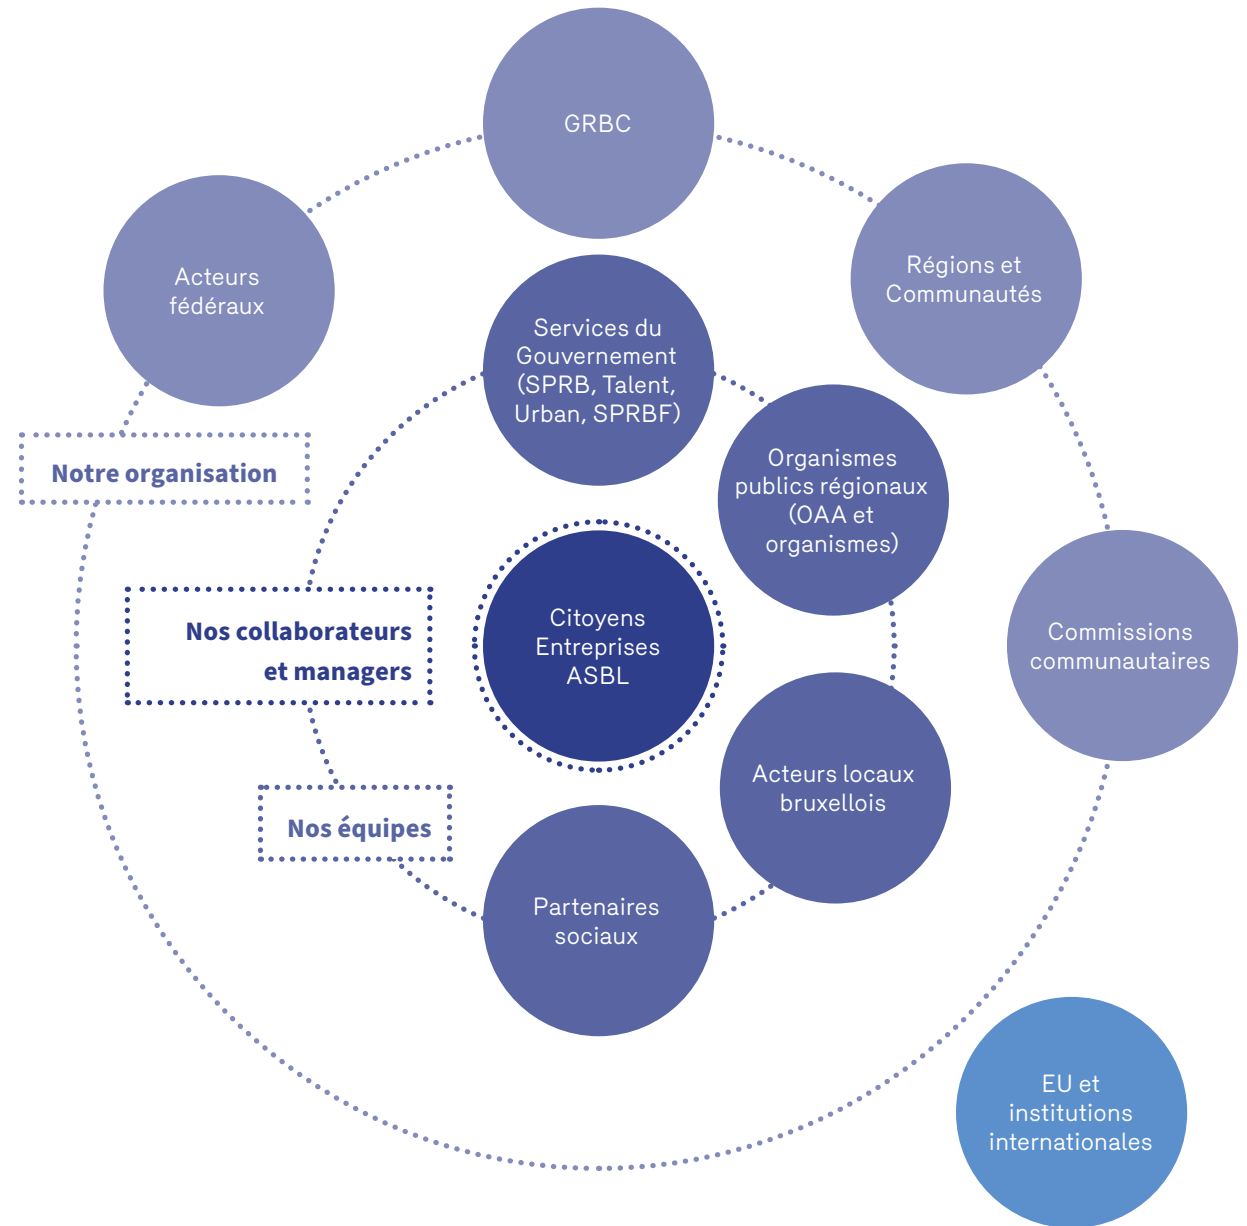 GRBC
Acteurs
fédéraux
Régions et
Communautés
Services du
Gouvernement
(SPRB, Talent,
Urban, SPRBF)
Organismes
publics régionaux
(OAA et
organismes)
Notre organisation
Nos collaborateurs
et managers
Citoyens
Entreprises
ASBL
Commissions
communautaires
Acteurs locaux
bruxellois
Nos équipes
Partenaires
sociaux
EU et
institutions
internationales